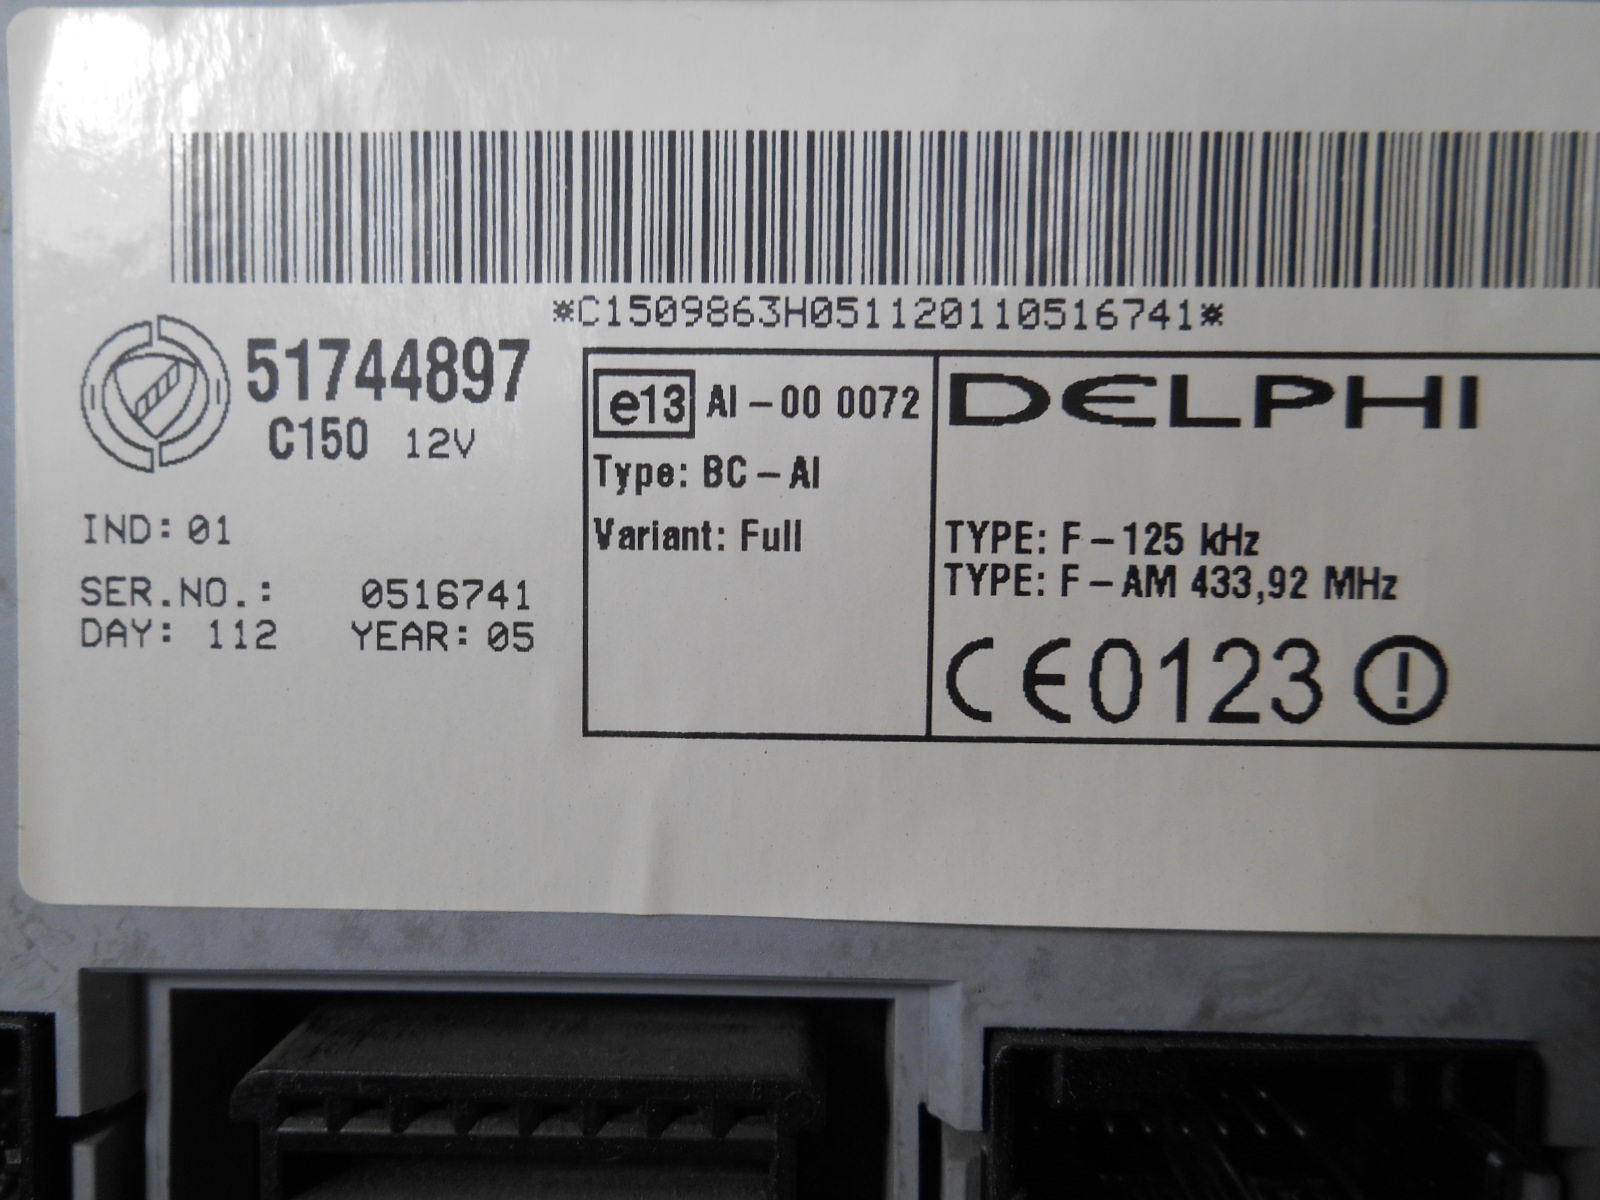 *C1509863H051120110516741*
51744897
C150 12V
IND: 01
SER.NO.: 0516741
DAY: 112 YEAR: 05
e13 AI-00 0072
Type: BC-AI
Variant: Full
DELPHI
TYPE: F-125 kHz
TYPE: F-AM 433,92 MHz
CE0123 !